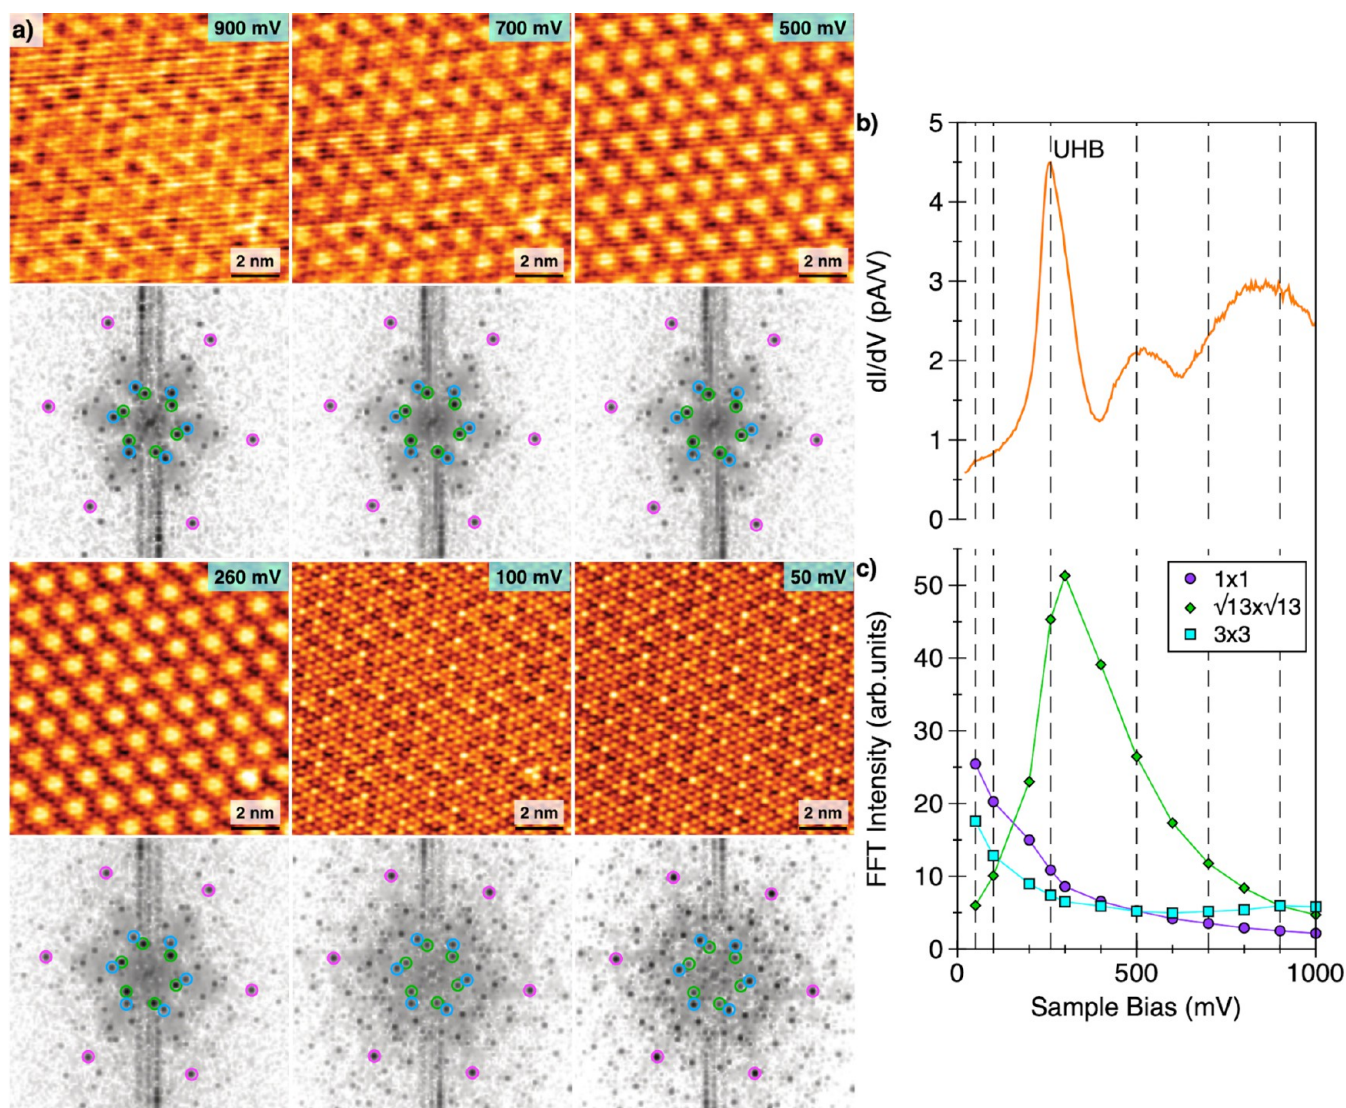 a)
900 mV
700 mV
500 mV
2 nm
2 nm
2 nm
260 mV
100 mV
50 mV
2 nm
2 nm
2 nm
b)
UHB
dI/dV (pA/V)
5
4
3
2
1
0
c)
1x1
√13x√13
3x3
FFT Intensity (arb.units)
50
40
30
20
10
0
0
500
1000
Sample Bias (mV)